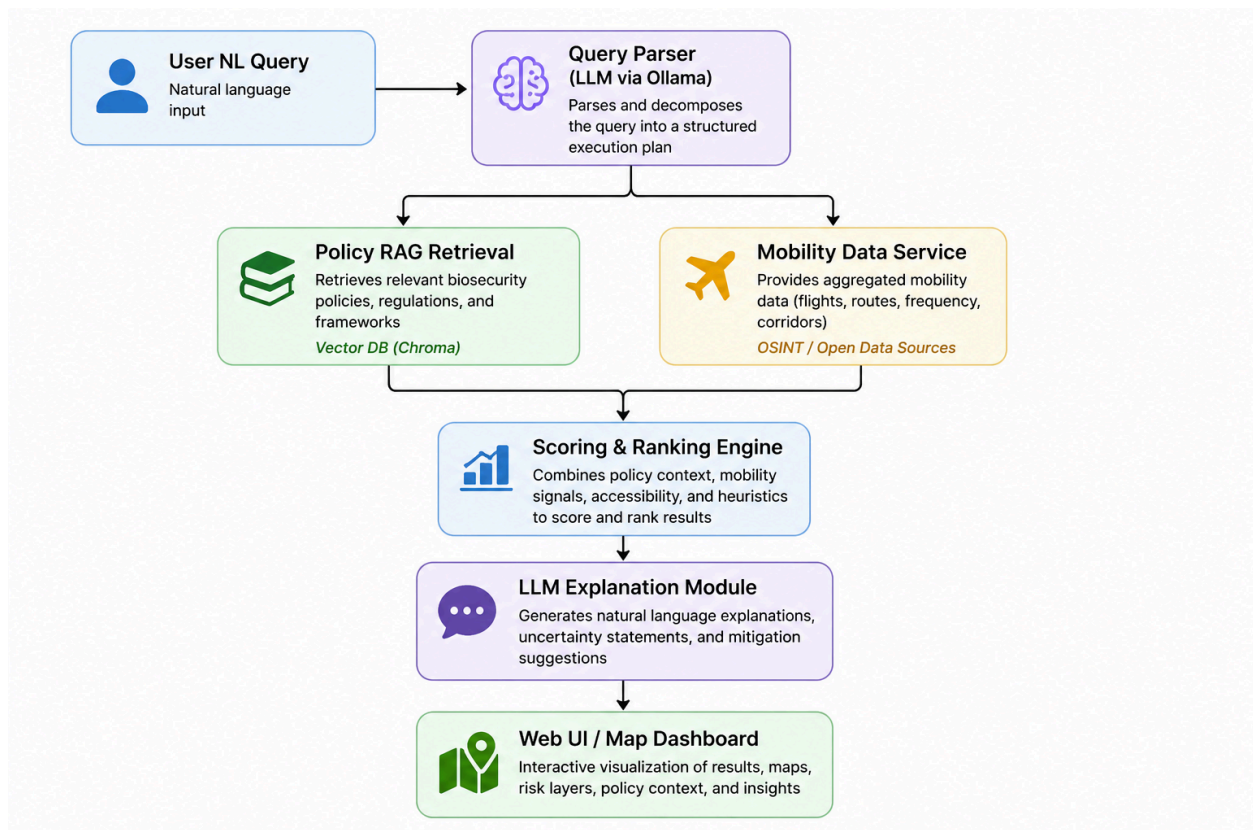 User NL Query
Natural language
input
Query Parser
(LLM via Ollama)
Parses and decomposes
the query into a structured
execution plan
Policy RAG Retrieval
Retrieves relevant biosecurity
policies, regulations, and
frameworks
Vector DB (Chroma)
Mobility Data Service
Provides aggregated mobility
data (flights, routes, frequency,
corridors)
OSINT / Open Data Sources
Scoring & Ranking Engine
Combines policy context, mobility
signals, accessibility, and heuristics
to score and rank results
LLM Explanation Module
Generates natural language explanations,
uncertainty statements, and mitigation
suggestions
Web UI / Map Dashboard
Interactive visualization of results, maps,
risk layers, policy context, and insights